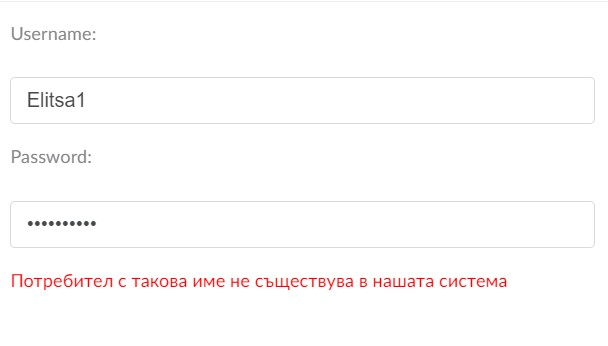 Username:
Elitsa1
Password:
••••••••••
Потребител с такова име не съществува в нашата система